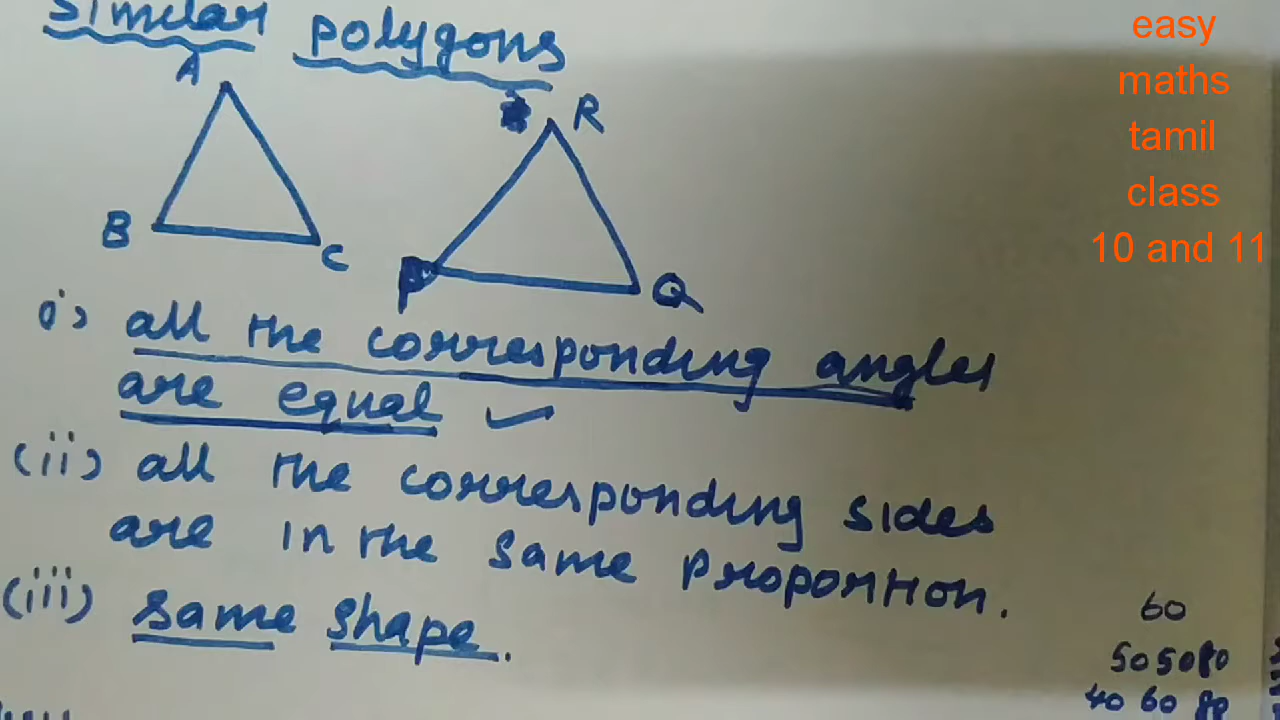 similar polygons
A
R
B
C
P
Q
i) all the corresponding angles
are equal ✓
(ii) all the corresponding sides
are in the same proportion.
(iii) same shape.
60
50 50 80
40 60 80
easy
maths
tamil
class
10 and 11